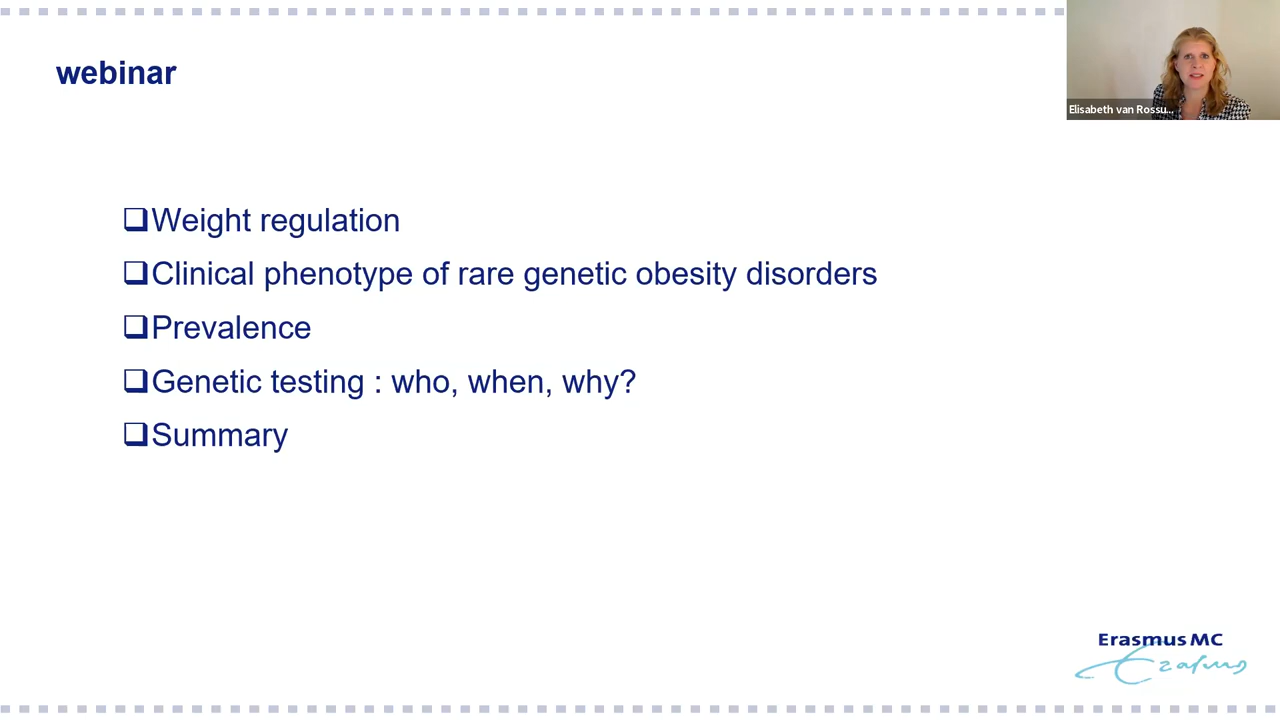 webinar
Elisabeth van Rossu...
❑Weight regulation
❑Clinical phenotype of rare genetic obesity disorders
❑Prevalence
❑Genetic testing : who, when, why?
❑Summary
Erasmus MC
Erasmus